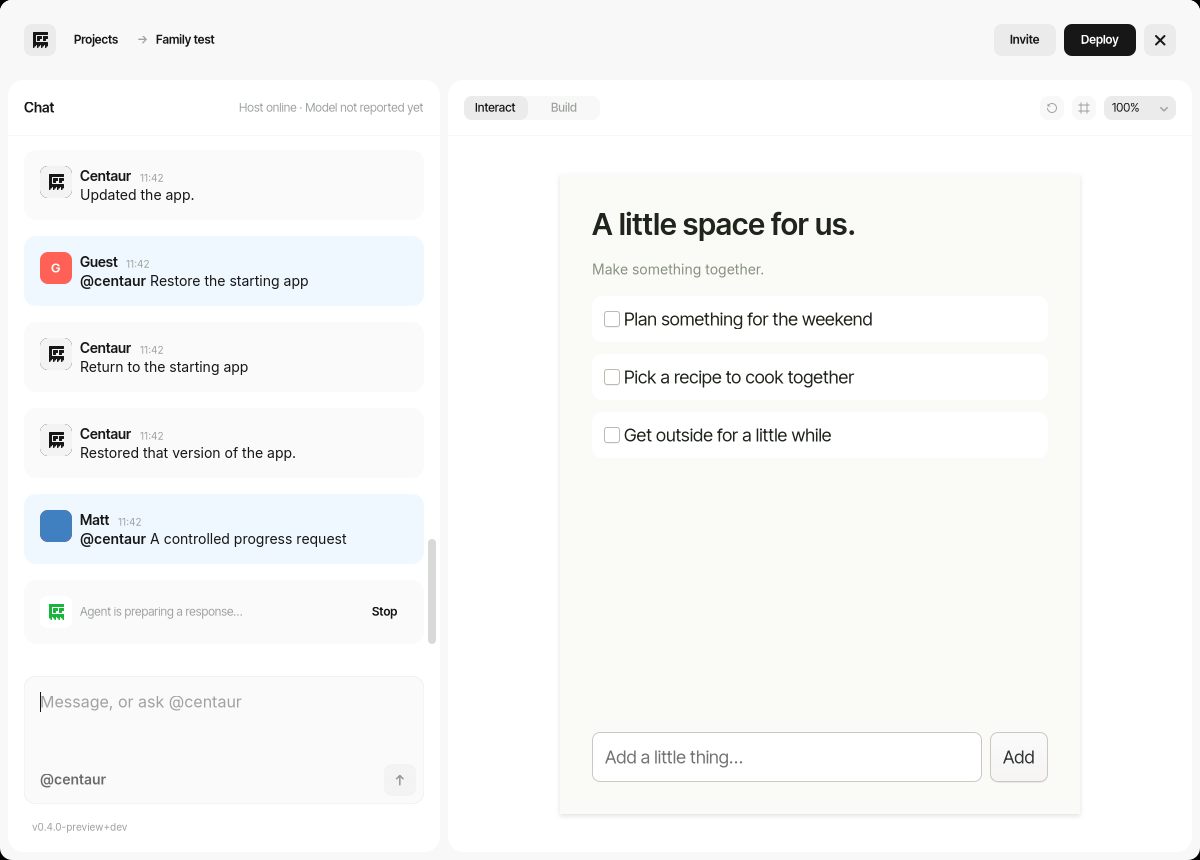 Projects → Family test
Invite
Deploy
Chat
Host online · Model not reported yet
Centaur 11:42
Updated the app.
G
Guest 11:42
@centaur Restore the starting app
Centaur 11:42
Return to the starting app
Centaur 11:42
Restored that version of the app.
Matt 11:42
@centaur A controlled progress request
Agent is preparing a response...
Stop
Message, or ask @centaur
@centaur
v0.4.0-preview+dev
Interact
Build
100%
A little space for us.
Make something together.
Plan something for the weekend
Pick a recipe to cook together
Get outside for a little while
Add a little thing...
Add